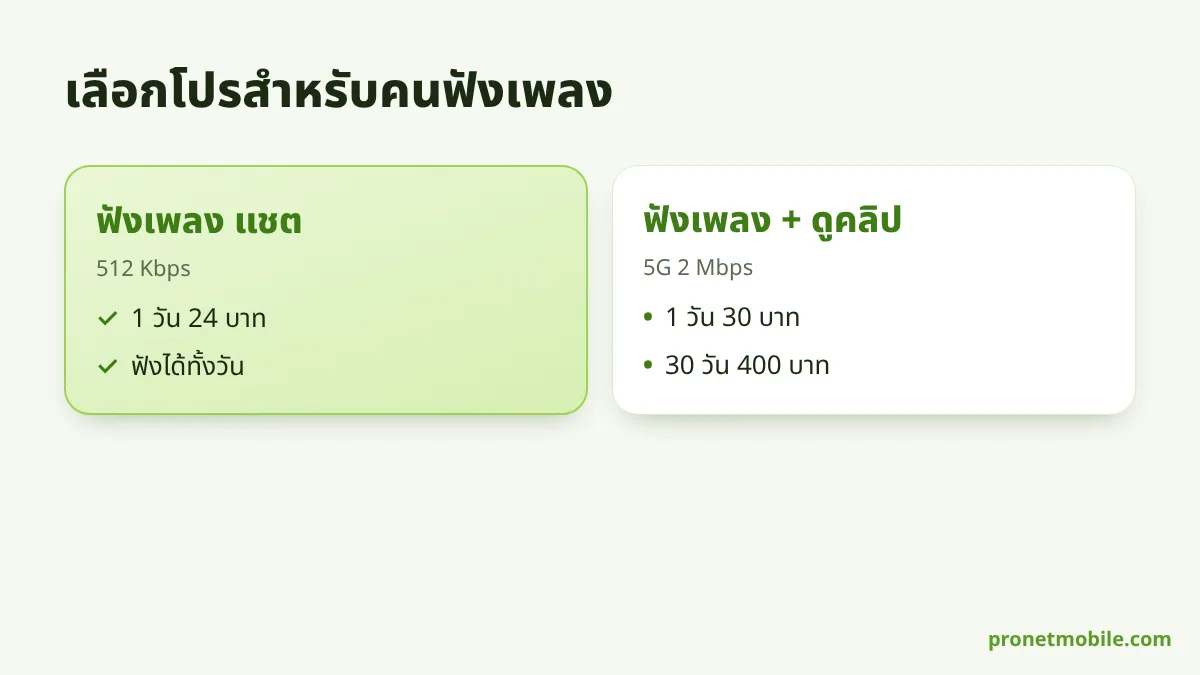 เลือกโปรสำหรับคนฟังเพลง
ฟังเพลง แชต
512 Kbps
1 วัน 24 บาท
ฟังได้ทั้งวัน
ฟังเพลง + ดูคลิป
5G 2 Mbps
• 1 วัน 30 บาท
• 30 วัน 400 บาท
pronetmobile.com